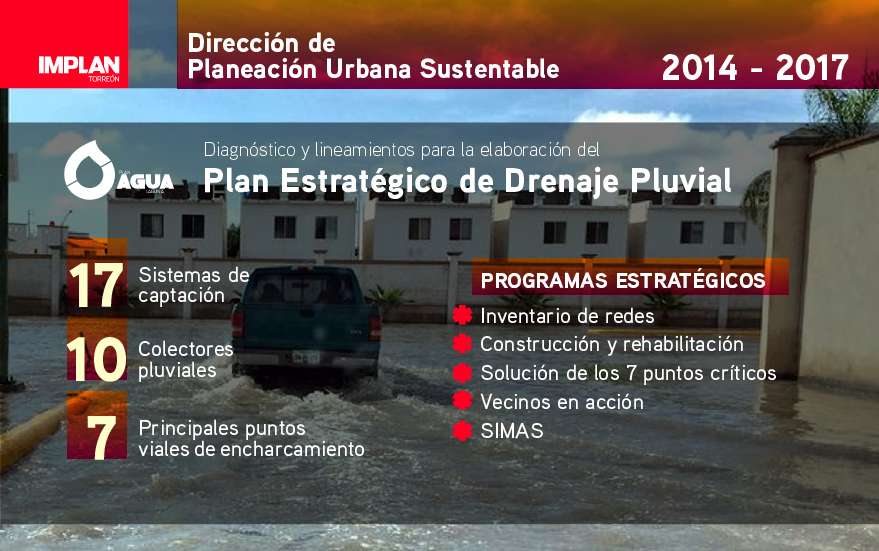 IMPLAN
TORREÓN
Dirección de
Planeación Urbana Sustentable
2014 - 2017
Diagnóstico y lineamientos para la elaboración del
AGUA
Plan Estratégico de Drenaje Pluvial
17
Sistemas de
captación
10
Colectores
pluviales
7
Principales puntos
viales de encharcamiento
PROGRAMAS ESTRATÉGICOS
Inventario de redes
Construcción y rehabilitación
Solución de los 7 puntos críticos
Vecinos en acción
SIMAS